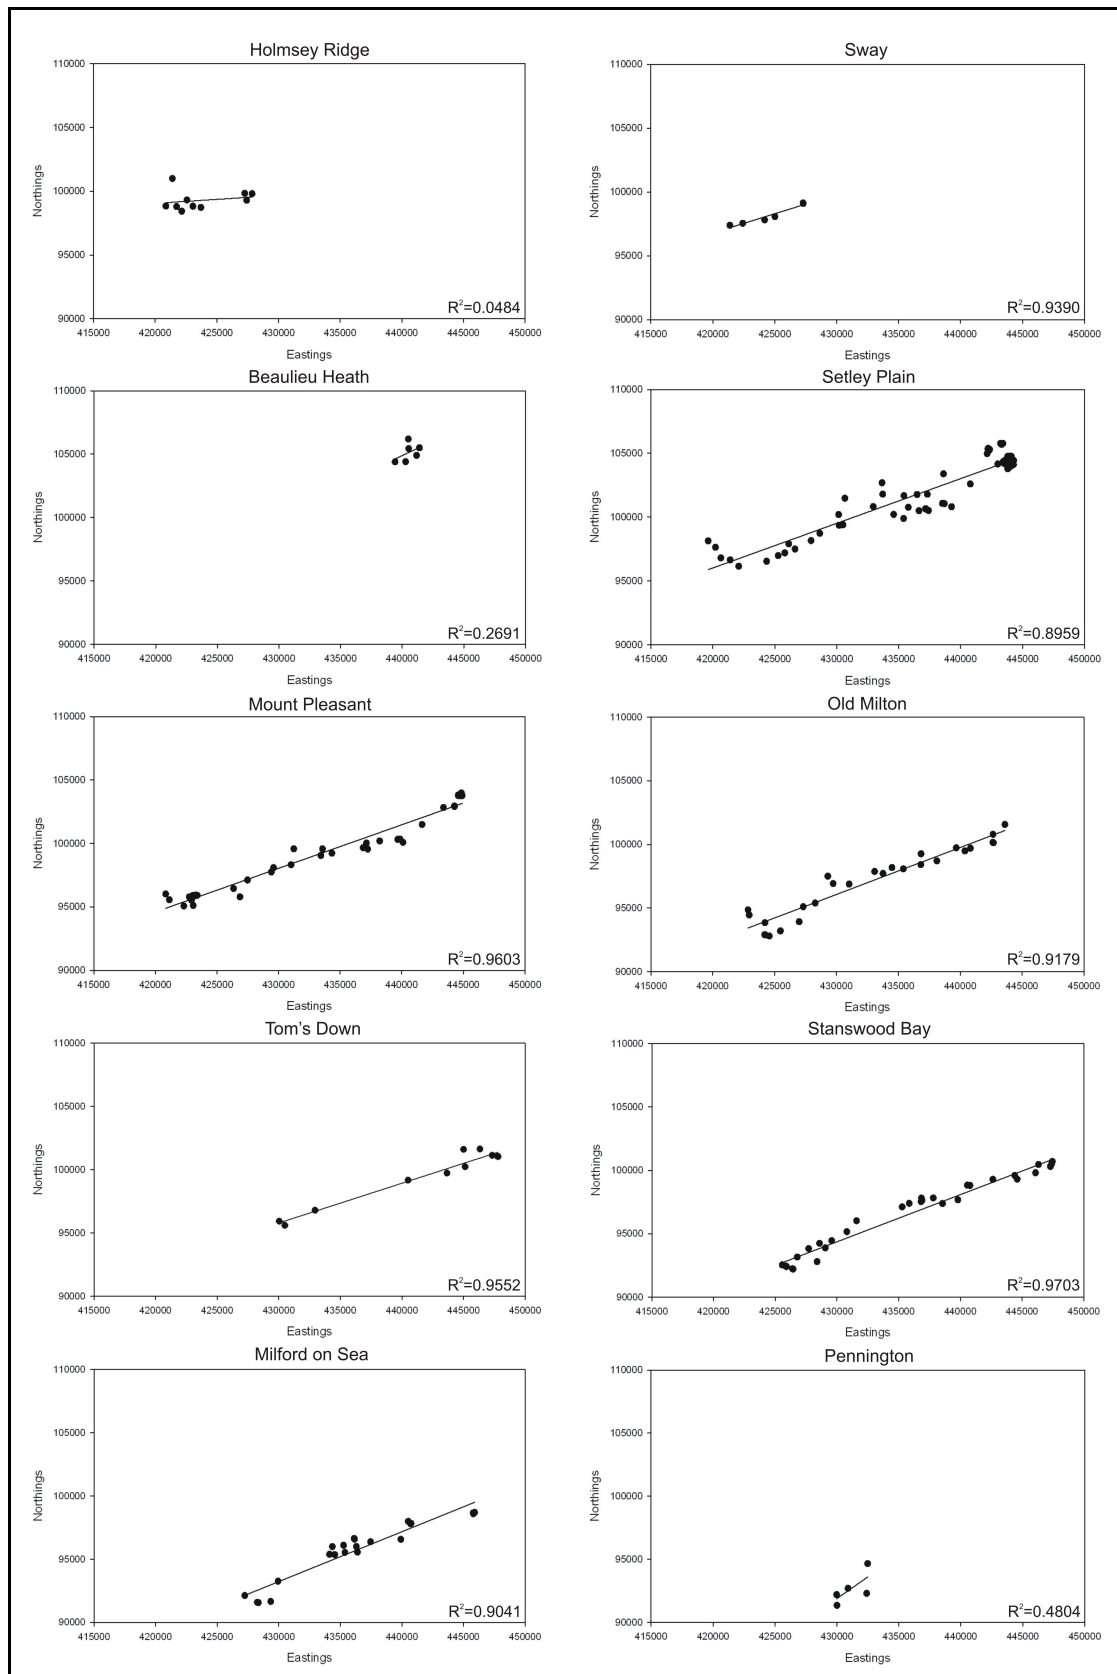 Holmsey Ridge
110000
105000
100000
95000
90000
Northings
415000 420000 425000 430000 435000 440000 445000 450000
Eastings
R²=0.0484
Sway
110000
105000
100000
95000
90000
Northings
415000 420000 425000 430000 435000 440000 445000 450000
Eastings
R²=0.9390
Beaulieu Heath
110000
105000
100000
95000
90000
Northings
415000 420000 425000 430000 435000 440000 445000 450000
Eastings
R²=0.2691
Setley Plain
110000
105000
100000
95000
90000
Northings
415000 420000 425000 430000 435000 440000 445000 450000
Eastings
R²=0.8959
Mount Pleasant
110000
105000
100000
95000
90000
Northings
415000 420000 425000 430000 435000 440000 445000 450000
Eastings
R²=0.9603
Old Milton
110000
105000
100000
95000
90000
Northings
415000 420000 425000 430000 435000 440000 445000 450000
Eastings
R²=0.9179
Tom's Down
110000
105000
100000
95000
90000
Northings
415000 420000 425000 430000 435000 440000 445000 450000
Eastings
R²=0.9552
Stanswood Bay
110000
105000
100000
95000
90000
Northings
415000 420000 425000 430000 435000 440000 445000 450000
Eastings
R²=0.9703
Milford on Sea
110000
105000
100000
95000
90000
Northings
415000 420000 425000 430000 435000 440000 445000 450000
Eastings
R²=0.9041
Pennington
110000
105000
100000
95000
90000
Northings
415000 420000 425000 430000 435000 440000 445000 450000
Eastings
R²=0.4804